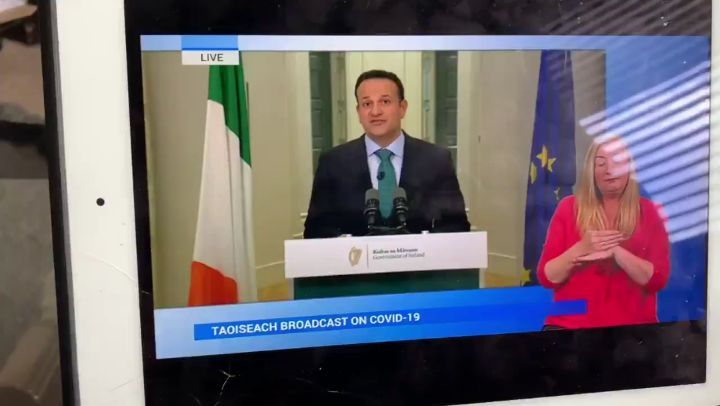 LIVE
Rialtas na hÉireann
Government of Ireland
TAOISEACH BROADCAST ON COVID-19